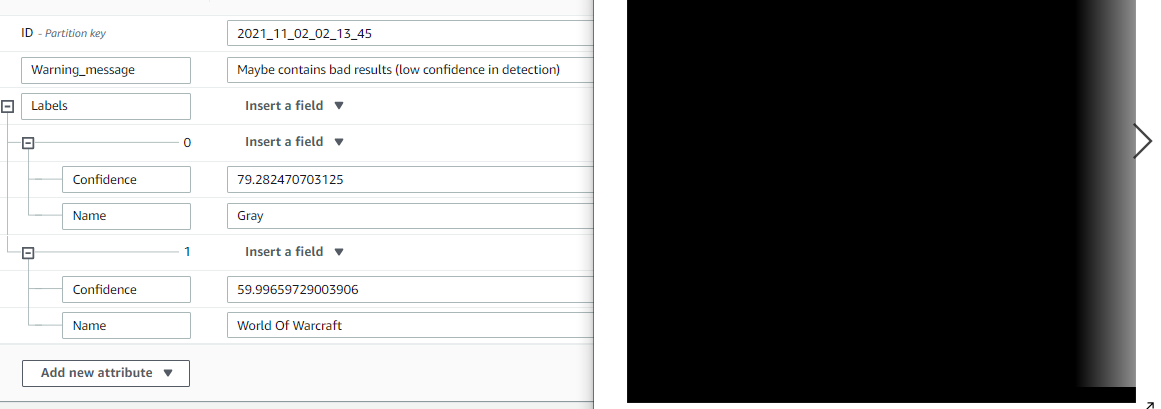 ID - Partition key 2021_11_02_02_13_45
Warning_message Maybe contains bad results (low confidence in detection)
Labels Insert a field
0 Insert a field
Confidence 79.282470703125
Name Gray
1 Insert a field
Confidence 59.99659729003906
Name World Of Warcraft
Add new attribute